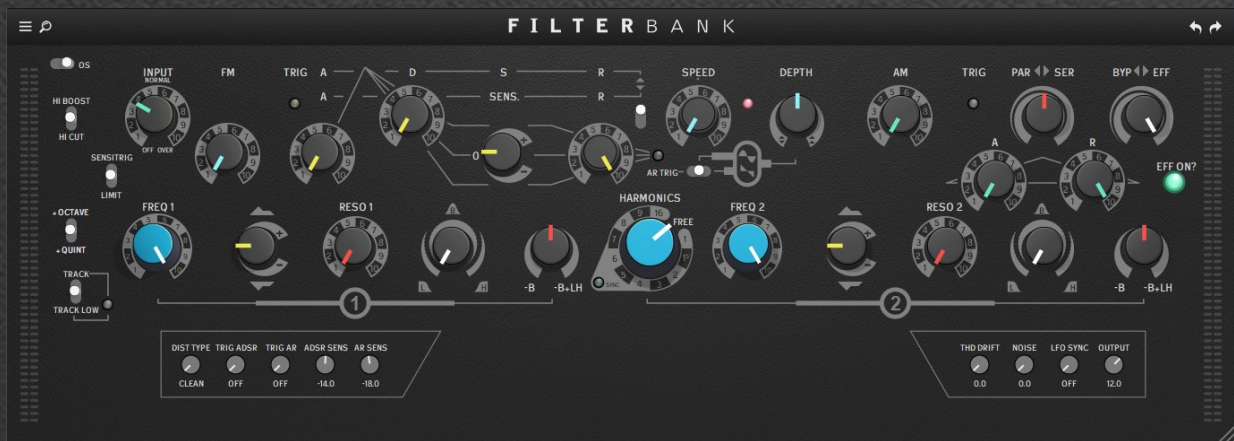 FILTERBANK
OS
INPUT FM TRIG A D S R SPEED DEPTH AM TRIG PAR SER BYP EFF
NORMAL
A SENS. R
HI BOOST
HI CUT
OFF OVER
SENSITRIG
LIMIT
0
AR TRIG
A R
EFF ON?
+OCTAVE
+QUINT
FREQ 1 RESO 1 B HARMONICS FREQ 2 RESO 2 B
FREE
SYNC
TRACK
TRACK LOW
L H -B -B+LH L H -B -B+LH
1 2
DIST TYPE TRIG ADSR TRIG AR ADSR SENS AR SENS THD DRIFT NOISE LFO SYNC OUTPUT
CLEAN OFF OFF -14.0 -18.0 0.0 0.0 OFF 12.0